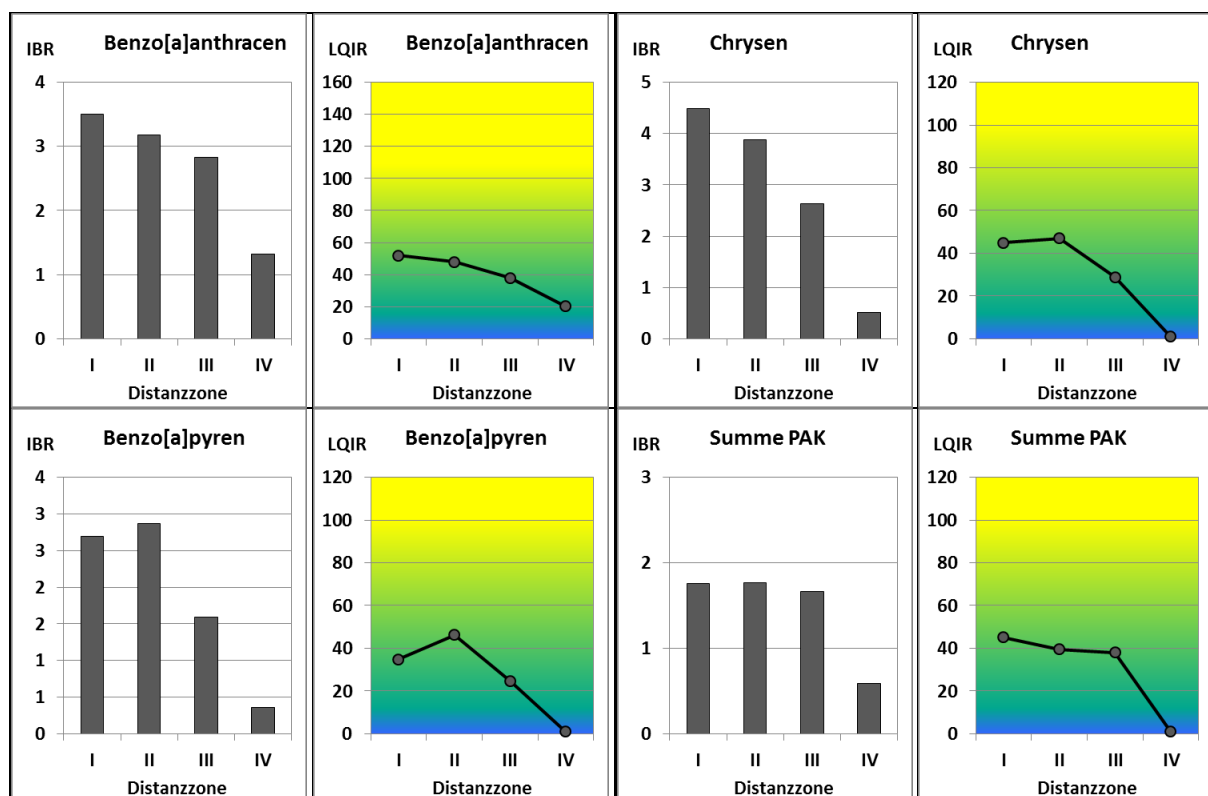 IBR Benzo[a]anthracen
4
3
2
1
0
I II III IV
Distanzzone
LQIR Benzo[a]anthracen
160
140
120
100
80
60
40
20
0
I II III IV
Distanzzone
IBR Chrysen
5
4
3
2
1
0
I II III IV
Distanzzone
LQIR Chrysen
120
100
80
60
40
20
0
I II III IV
Distanzzone
IBR Benzo[a]pyren
4
3
3
2
2
1
1
0
I II III IV
Distanzzone
LQIR Benzo[a]pyren
120
100
80
60
40
20
0
I II III IV
Distanzzone
IBR Summe PAK
3
2
1
0
I II III IV
Distanzzone
LQIR Summe PAK
120
100
80
60
40
20
0
I II III IV
Distanzzone